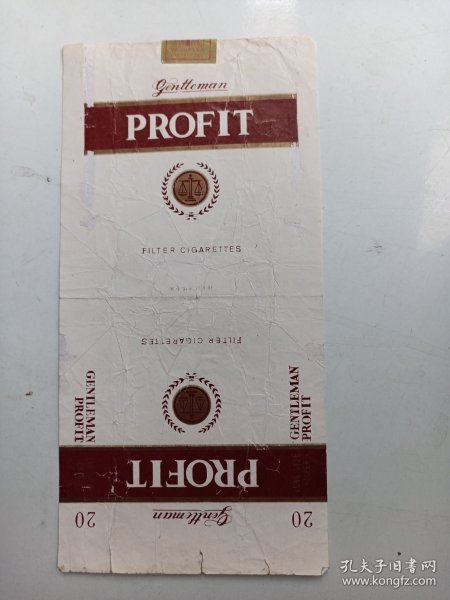 Gentleman
PROFIT
FILTER CIGARETTES
FILTER CIGARETTES
GENTLEMAN
PROFIT
GENTLEMAN
PROFIT
PROFIT
Gentleman
20
20
孔夫子旧书网
www.kongfz.com